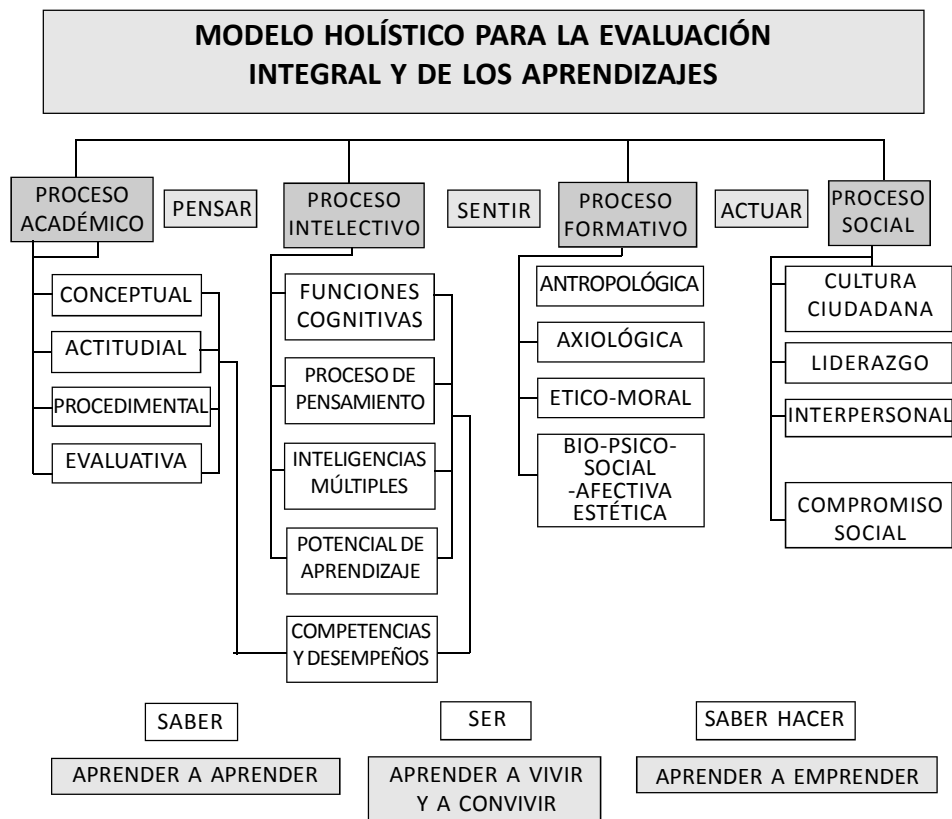 MODELO HOLÍSTICO PARA LA EVALUACIÓN
INTEGRAL Y DE LOS APRENDIZAJES
PROCESO
ACADÉMICO
PENSAR
PROCESO
INTELECTIVO
SENTIR
PROCESO
FORMATIVO
ACTUAR
PROCESO
SOCIAL
CONCEPTUAL
ACTITUDIAL
PROCEDIMENTAL
EVALUATIVA
FUNCIONES
COGNITIVAS
PROCESO DE
PENSAMIENTO
INTELIGENCIAS
MÚLTIPLES
POTENCIAL DE
APRENDIZAJE
COMPETENCIAS
Y DESEMPEÑOS
ANTROPOLÓGICA
AXIOLÓGICA
ETICO-MORAL
BIO-PSICO-
SOCIAL
-AFECTIVA
ESTÉTICA
CULTURA
CIUDADANA
LIDERAZGO
INTERPERSONAL
COMPROMISO
SOCIAL
SABER
SER
SABER HACER
APRENDER A APRENDER
APRENDER A VIVIR
Y A CONVIVIR
APRENDER A EMPRENDER